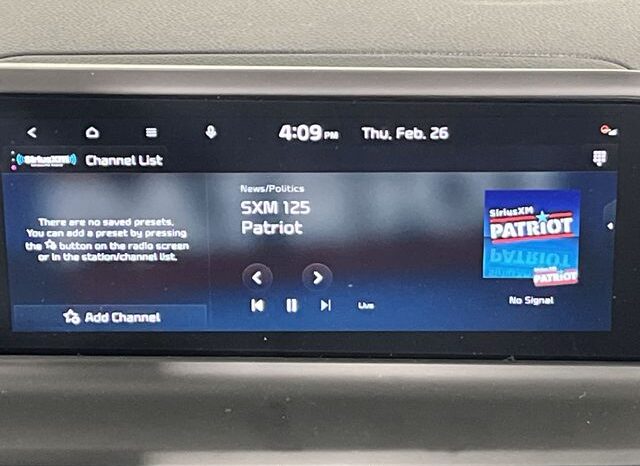 4:09 PM Thu. Feb. 26
SiriusXM Channel List
There are no saved presets.
You can add a preset by pressing
the button on the radio screen
or in the station/channel list.
Add Channel
News/Politics
SXM 125
Patriot
Live
SiriusXM
PATRIOT
SiriusXM
PATRIOT
No Signal